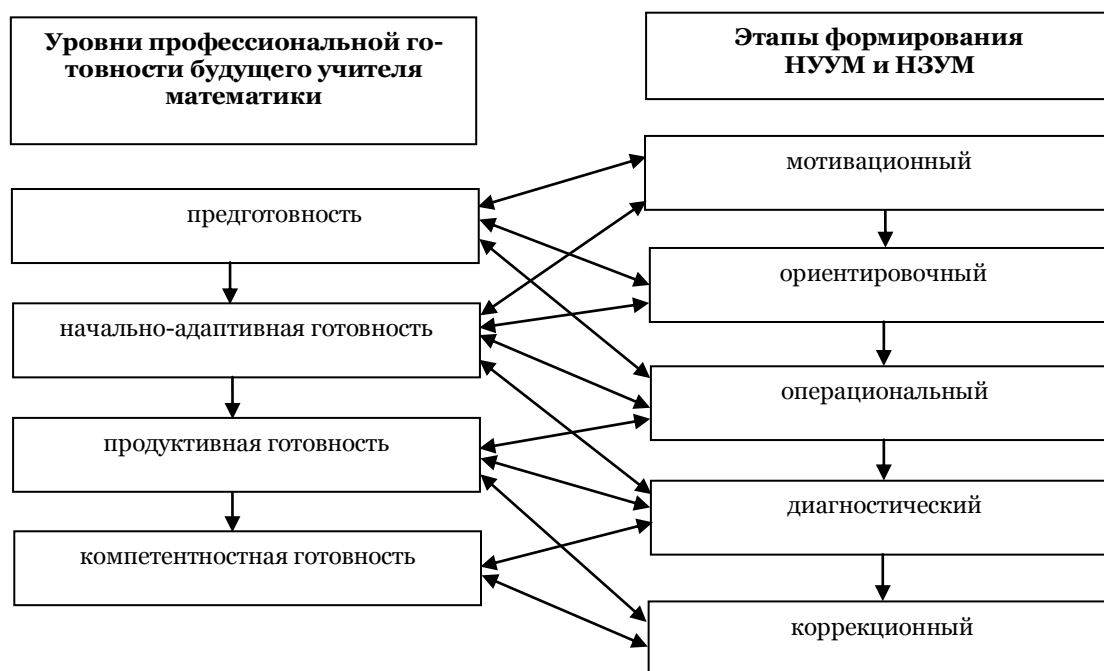 Уровни профессиональной го-
товности будущего учителя
математики
Этапы формирования
НУУМ и НЗУМ
предготовность
начально-адаптивная готовность
продуктивная готовность
компетентностная готовность
мотивационный
ориентировочный
операциональный
диагностический
коррекционный